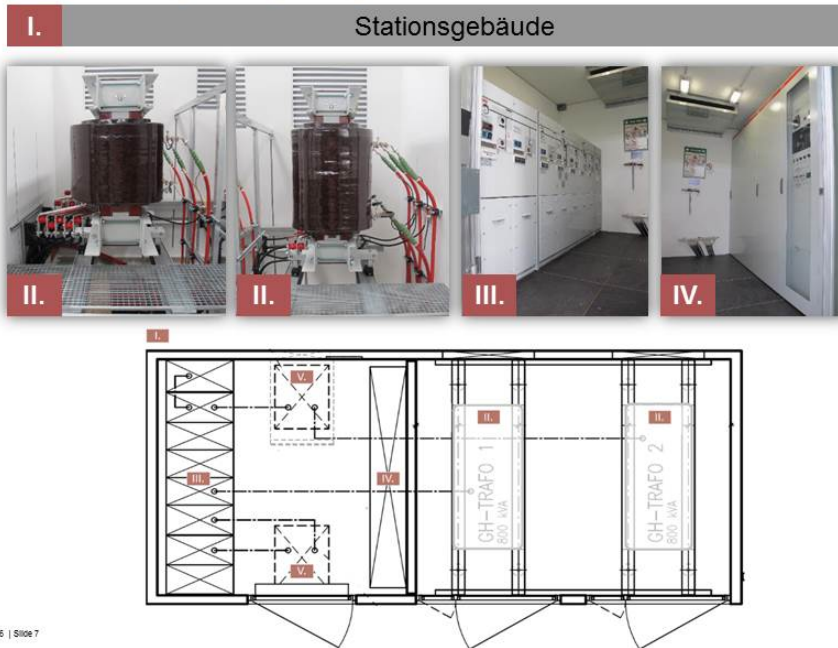 I.
Stationsgebäude
II.
II.
III.
IV.
I.
V.
II.
II.
III.
IV.
GH-TRAFO 1
800 kVA
GH-TRAFO 2
800 kVA
V.
| Slide 7